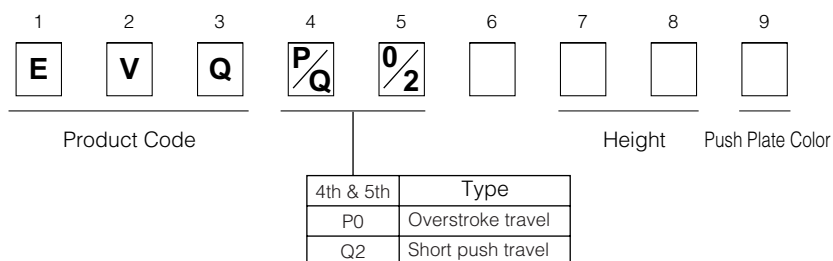 1 2 3 4 5 6 7 8 9
E V Q P/Q 0/2
Product Code Height Push Plate Color
4th & 5th Type
P0 Overstroke travel
Q2 Short push travel